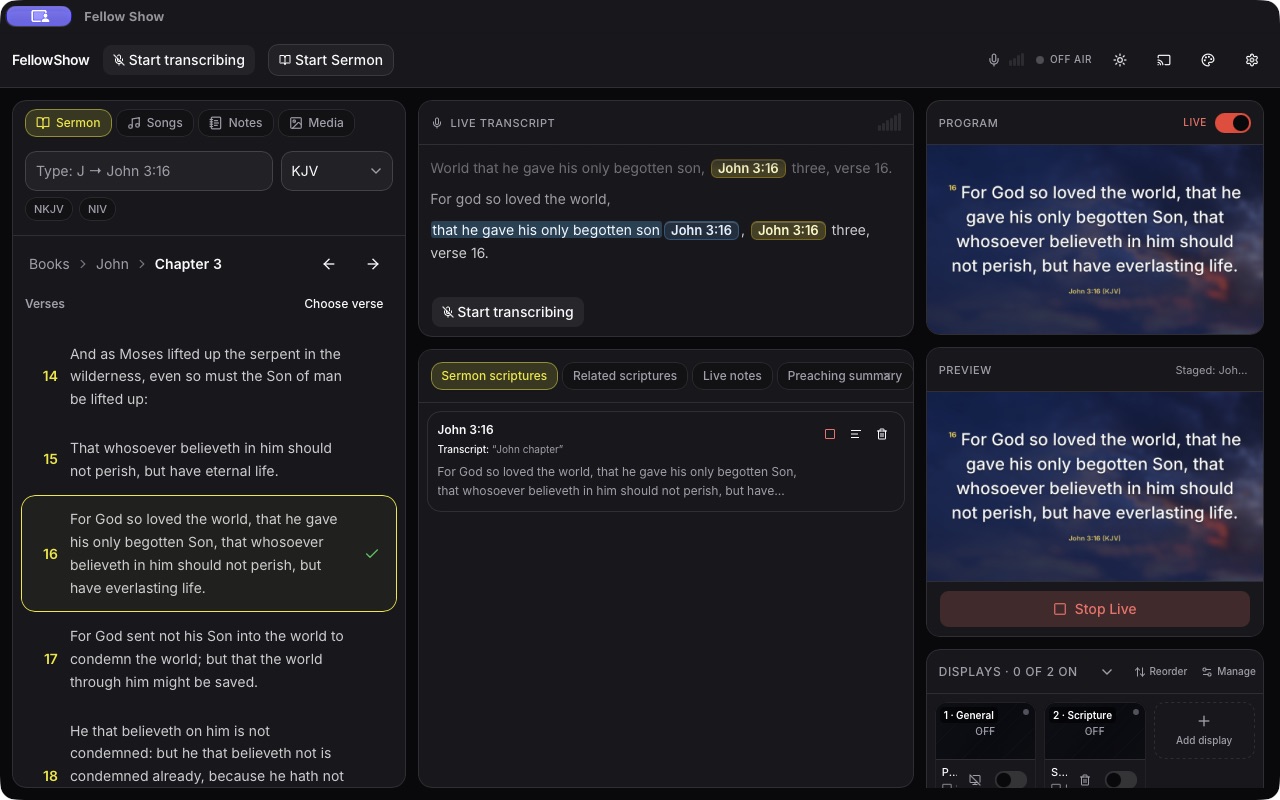 Fellow Show
FellowShow
Start transcribing
Start Sermon
OFF AIR
Sermon
Songs
Notes
Media
Type: J → John 3:16
KJV
NKJV
NIV
Books > John > Chapter 3
Verses
Choose verse
14
And as Moses lifted up the serpent in the
wilderness, even so must the Son of man
be lifted up:
15
That whosoever believeth in him should
not perish, but have eternal life.
16
For God so loved the world, that he gave
his only begotten Son, that whosoever
believeth in him should not perish, but
have everlasting life.
17
For God sent not his Son into the world to
condemn the world; but that the world
through him might be saved.
18
He that believeth on him is not
condemned: but he that believeth not is
condemned already, because he hath not
LIVE TRANSCRIPT
World that he gave his only begotten son, John 3:16 three, verse 16.
For god so loved the world,
that he gave his only begotten son John 3:16 , John 3:16 three,
verse 16.
Start transcribing
Sermon scriptures
Related scriptures
Live notes
Preaching summary
John 3:16
Transcript: “John chapter”
For God so loved the world, that he gave his only begotten Son,
that whosoever believeth in him should not perish, but have...
PROGRAM
LIVE
16 For God so loved the world, that he
gave his only begotten Son, that
whosoever believeth in him should
not perish, but have everlasting life.
John 3:16 (KJV)
PREVIEW
Staged: Joh...
16 For God so loved the world, that he
gave his only begotten Son, that
whosoever believeth in him should
not perish, but have everlasting life.
John 3:16 (KJV)
Stop Live
DISPLAYS · 0 OF 2 ON
Reorder
Manage
1 · General
OFF
P...
2 · Scripture
OFF
S...
Add display